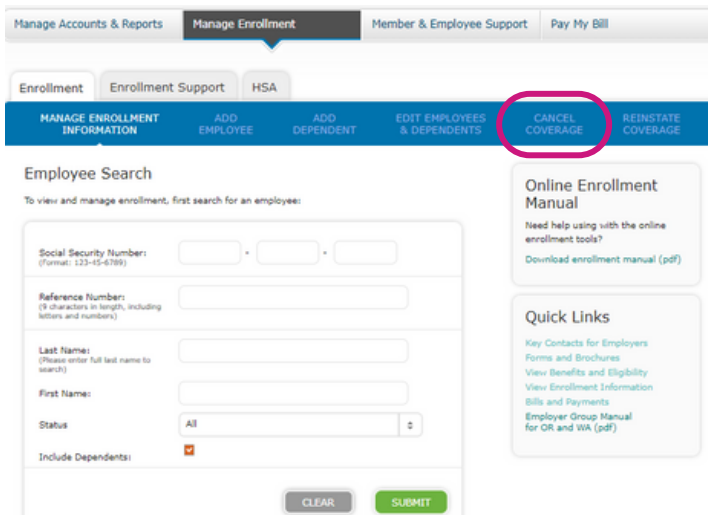 Manage Accounts & Reports
Manage Enrollment
Member & Employee Support
Pay My Bill
Enrollment
Enrollment Support
HSA
MANAGE ENROLLMENT
INFORMATION
ADD
EMPLOYEE
ADD
DEPENDENT
EDIT EMPLOYEES
& DEPENDENTS
CANCEL
COVERAGE
REINSTATE
COVERAGE
Employee Search
To view and manage enrollment, first search for an employee:
Social Security Number:
(Format: 123-45-6789)
- -
Reference Number:
(9 characters in length, including
letters and numbers)
Last Name:
(Please enter full last name to
search)
First Name:
Status
All
Include Dependents:
CLEAR
SUBMIT
Online Enrollment
Manual
Need help using with the online
enrollment tools?
Download enrollment manual (pdf)
Quick Links
Key Contacts for Employers
Forms and Brochures
View Benefits and Eligibility
View Enrollment Information
Bills and Payments
Employer Group Manual
for OR and WA (pdf)